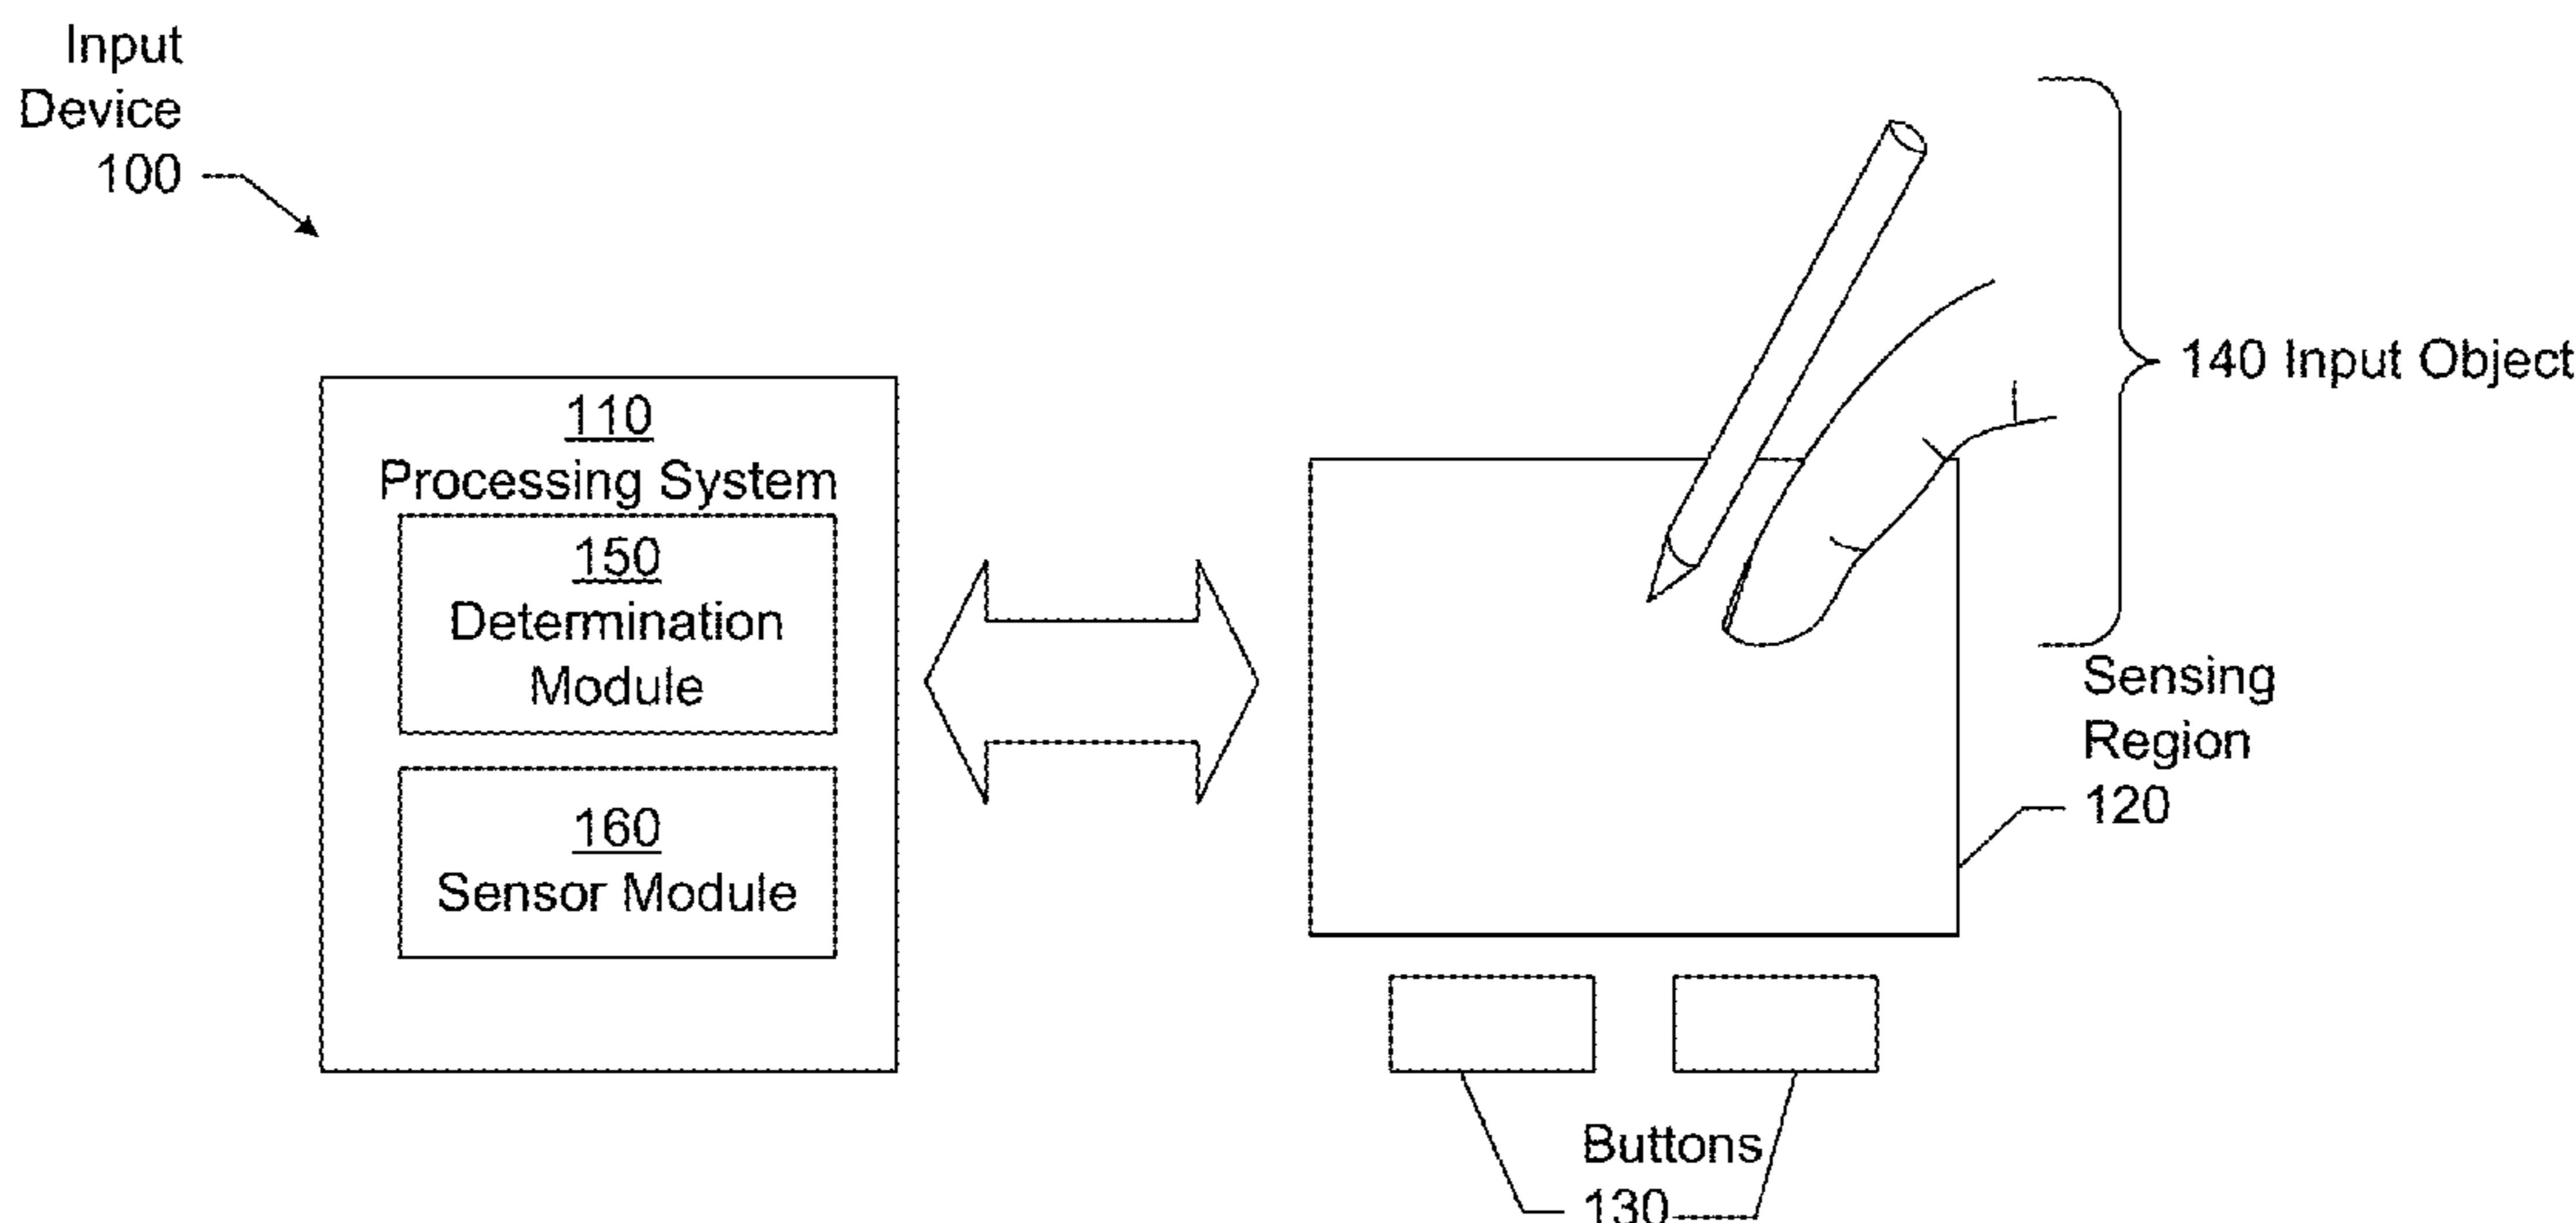 Input
Device
100
110
Processing System
150
Determination
Module
160
Sensor Module
140 Input Object
Sensing
Region
120
Buttons
130